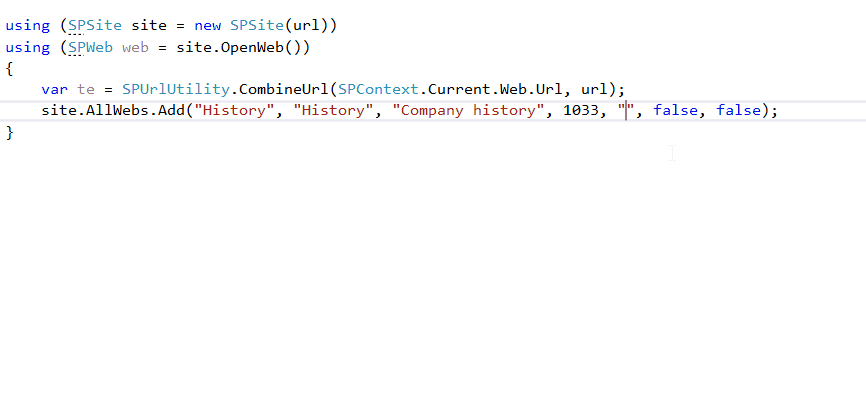 using (SPSite site = new SPSite(url))
using (SPWeb web = site.OpenWeb())
{
    var te = SPUrlUtility.CombineUrl(SPContext.Current.Web.Url, url);
    site.AllWebs.Add("History", "History", "Company history", 1033, "", false, false);
}